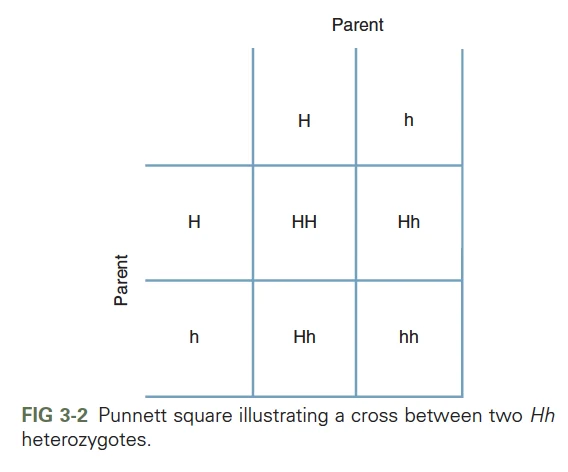 Parent
H h
H HH Hh
Parent
h Hh hh
FIG 3-2 Punnett square illustrating a cross between two Hh
heterozygotes.